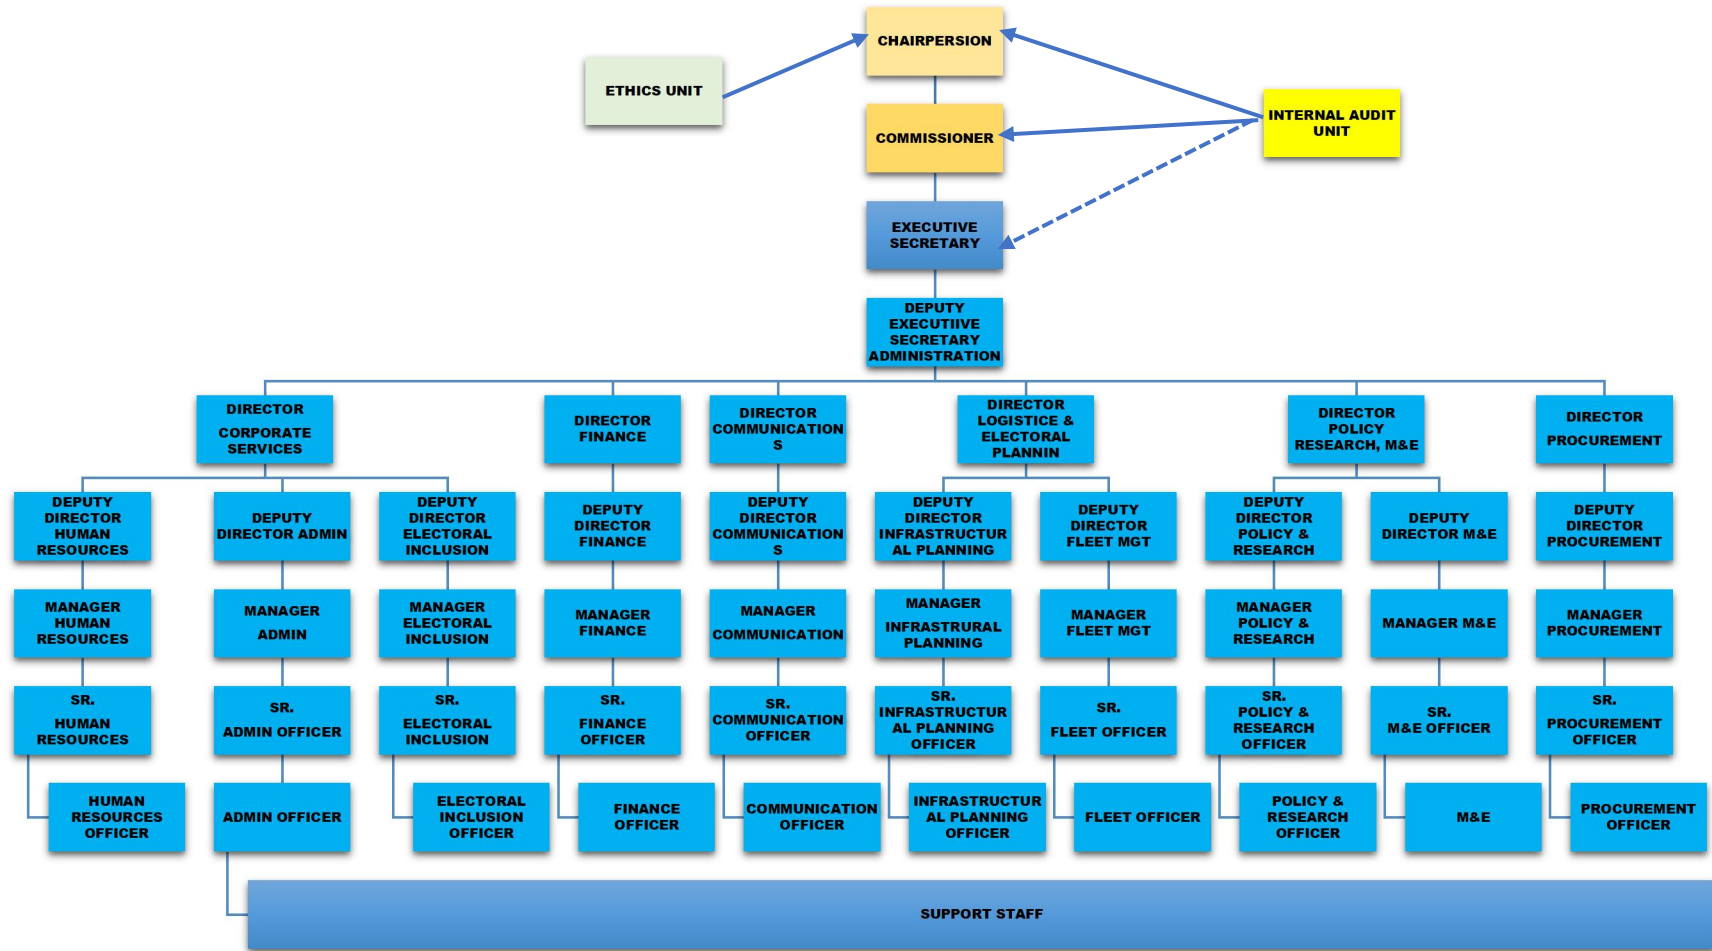 CHAIRPERSION
ETHICS UNIT
INTERNAL AUDIT
UNIT
COMMISSIONER
EXECUTIVE
SECRETARY
DEPUTY
EXECUTIIVE
SECRETARY
ADMINISTRATION
DIRECTOR
CORPORATE
SERVICES
DIRECTOR
FINANCE
DIRECTOR
COMMUNICATION
S
DIRECTOR
LOGISTICE &
ELECTORAL
PLANNIN
DIRECTOR
POLICY
RESEARCH, M&E
DIRECTOR
PROCUREMENT
DEPUTY
DIRECTOR
HUMAN
RESOURCES
DEPUTY
DIRECTOR ADMIN
DEPUTY
DIRECTOR
ELECTORAL
INCLUSION
DEPUTY
DIRECTOR
FINANCE
DEPUTY
DIRECTOR
COMMUNICATION
S
DEPUTY
DIRECTOR
INFRASTRUCTUR
AL PLANNING
DEPUTY
DIRECTOR
FLEET MGT
DEPUTY
DIRECTOR
POLICY &
RESEARCH
DEPUTY
DIRECTOR M&E
DEPUTY
DIRECTOR
PROCUREMENT
MANAGER
HUMAN
RESOURCES
MANAGER
ADMIN
MANAGER
ELECTORAL
INCLUSION
MANAGER
FINANCE
MANAGER
COMMUNICATION
MANAGER
INFRASTRURAL
PLANNING
MANAGER
FLEET MGT
MANAGER
POLICY &
RESEARCH
MANAGER M&E
MANAGER
PROCUREMENT
SR.
HUMAN
RESOURCES
SR.
ADMIN OFFICER
SR.
ELECTORAL
INCLUSION
SR.
FINANCE
OFFICER
SR.
COMMUNICATION
OFFICER
SR.
INFRASTRUCTUR
AL PLANNING
OFFICER
SR.
FLEET OFFICER
SR.
POLICY &
RESEARCH
OFFICER
SR.
M&E OFFICER
SR.
PROCUREMENT
OFFICER
HUMAN
RESOURCES
OFFICER
ADMIN OFFICER
ELECTORAL
INCLUSION
OFFICER
FINANCE
OFFICER
COMMUNICATION
OFFICER
INFRASTRUCTUR
AL PLANNING
OFFICER
FLEET OFFICER
POLICY &
RESEARCH
OFFICER
M&E
PROCUREMENT
OFFICER
SUPPORT STAFF